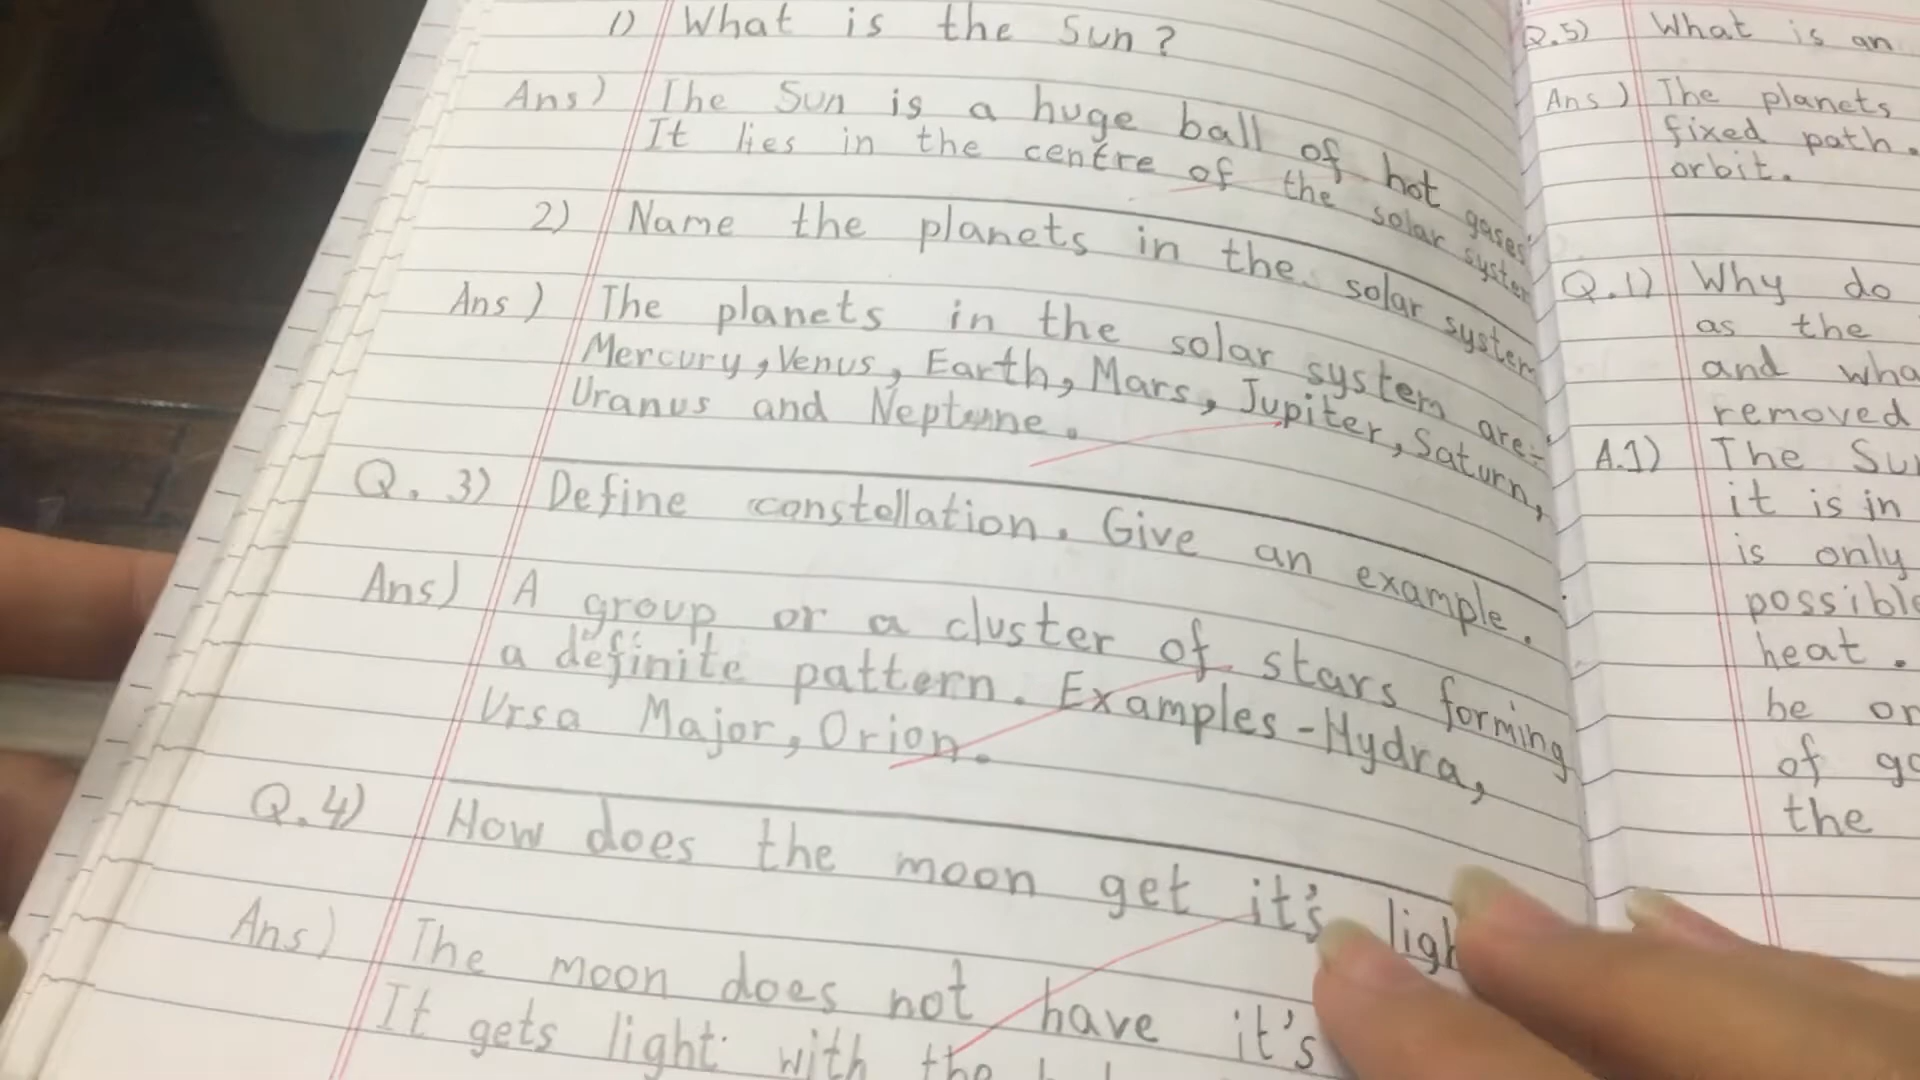 1) What is the Sun?
Ans) The Sun is a huge ball of hot gases.
It lies in the centre of the solar system
2) Name the planets in the solar system
Ans) The planets in the solar system are:-
Mercury, Venus, Earth, Mars, Jupiter, Saturn,
Uranus and Neptune.
Q.3) Define constellation. Give an example.
Ans) A group or a cluster of stars forming
a definite pattern. Examples - Hydra,
Ursa Major, Orion.
Q.4) How does the moon get it's
Ans) The moon does not have it's
It gets light with the
Q.5) What is an
Ans) The planets
fixed path.
orbit.
Q.1) Why do
as the
and
removed
A.1) The
it is in
is only
heat.
be
of
the